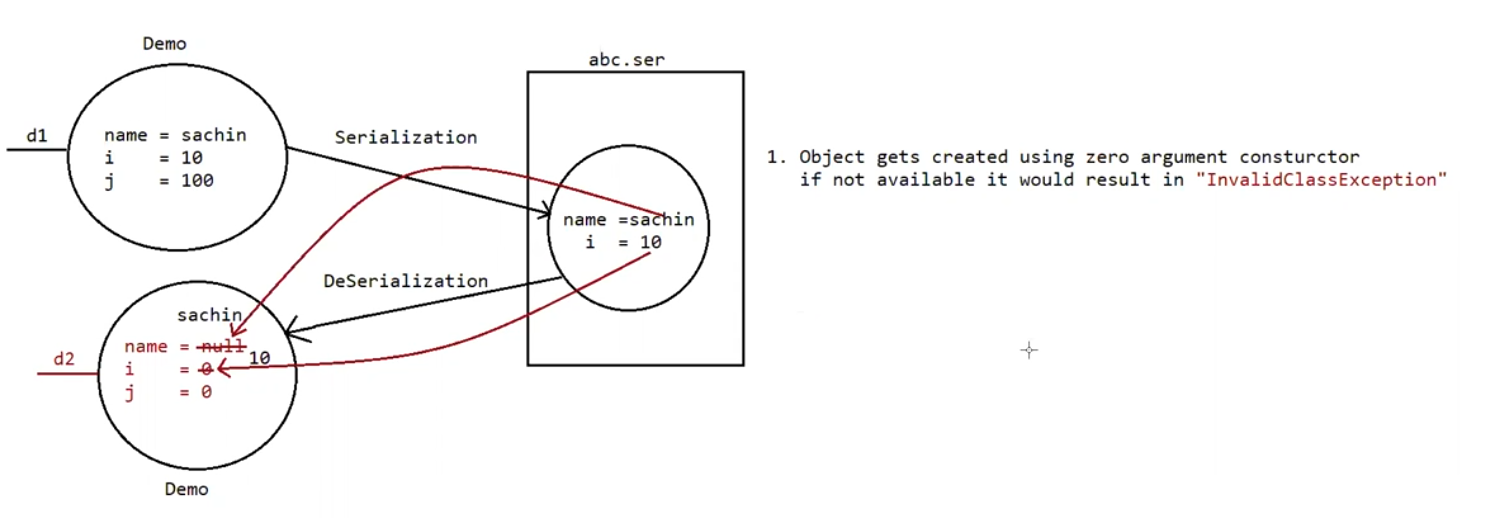 Demo
d1
name = sachin
i = 10
j = 100
Serialization
abc.ser
name =sachin
i = 10
DeSerialization
sachin
d2
name = null
10
i = 0
j = 0
Demo
1. Object gets created using zero argument consturctor
if not available it would result in "InvalidClassException"